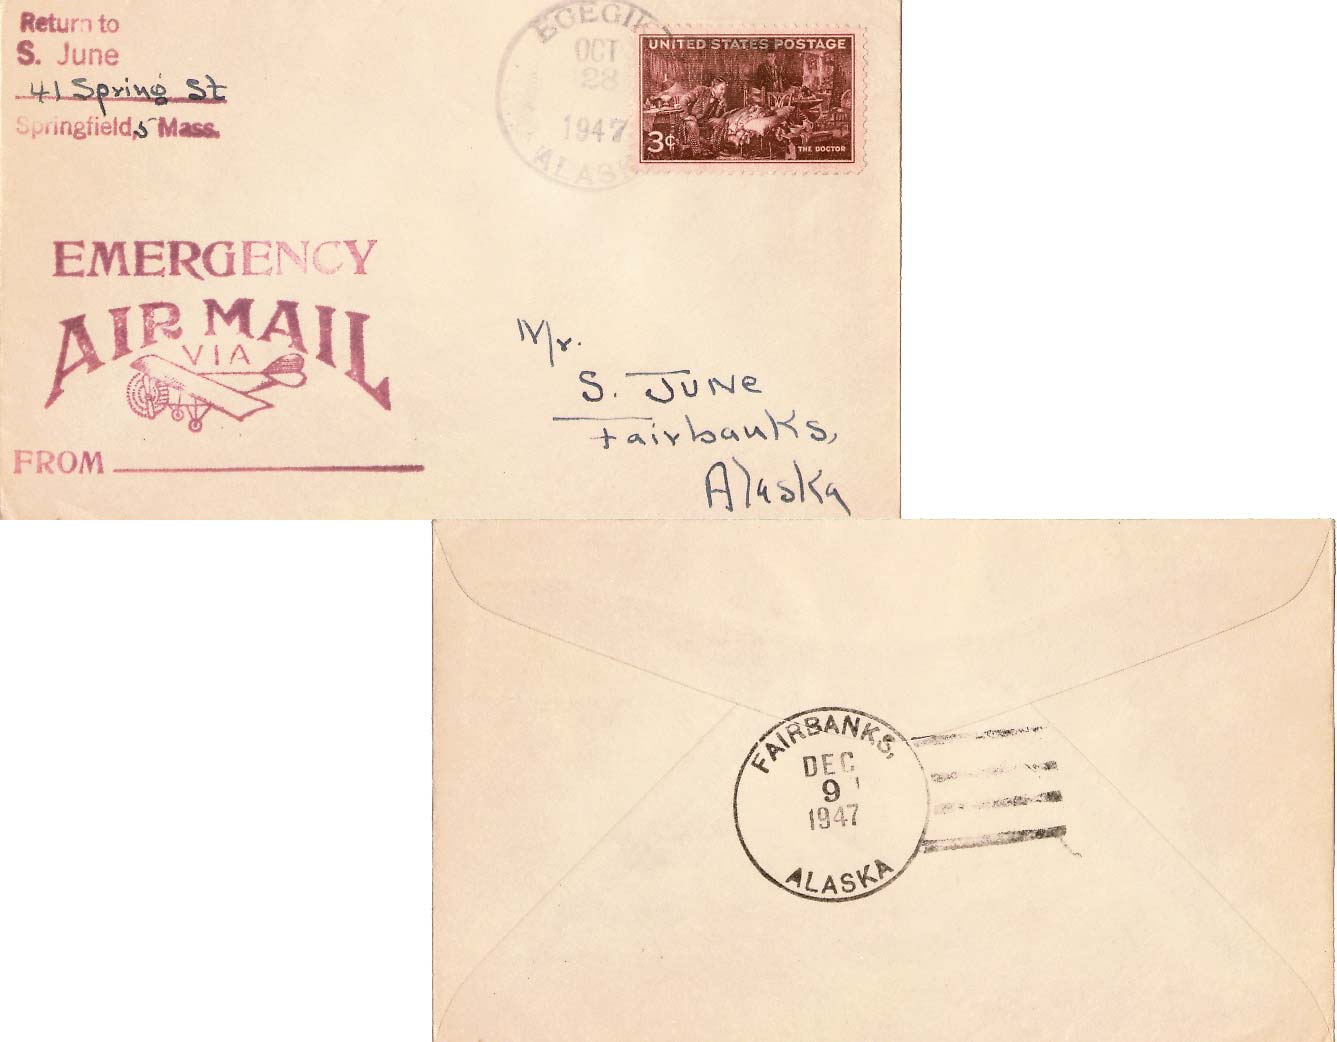 Return to
S. June
41 Spring St
Springfield, 5 Mass.
EGEGIK
OCT
28
1947
ALASKA
UNITED STATES POSTAGE
3¢
THE DOCTOR
EMERGENCY
AIR MAIL
VIA
FROM
Mr.
S. June
Fairbanks,
Alaska
FAIRBANKS,
DEC
9
1947
ALASKA